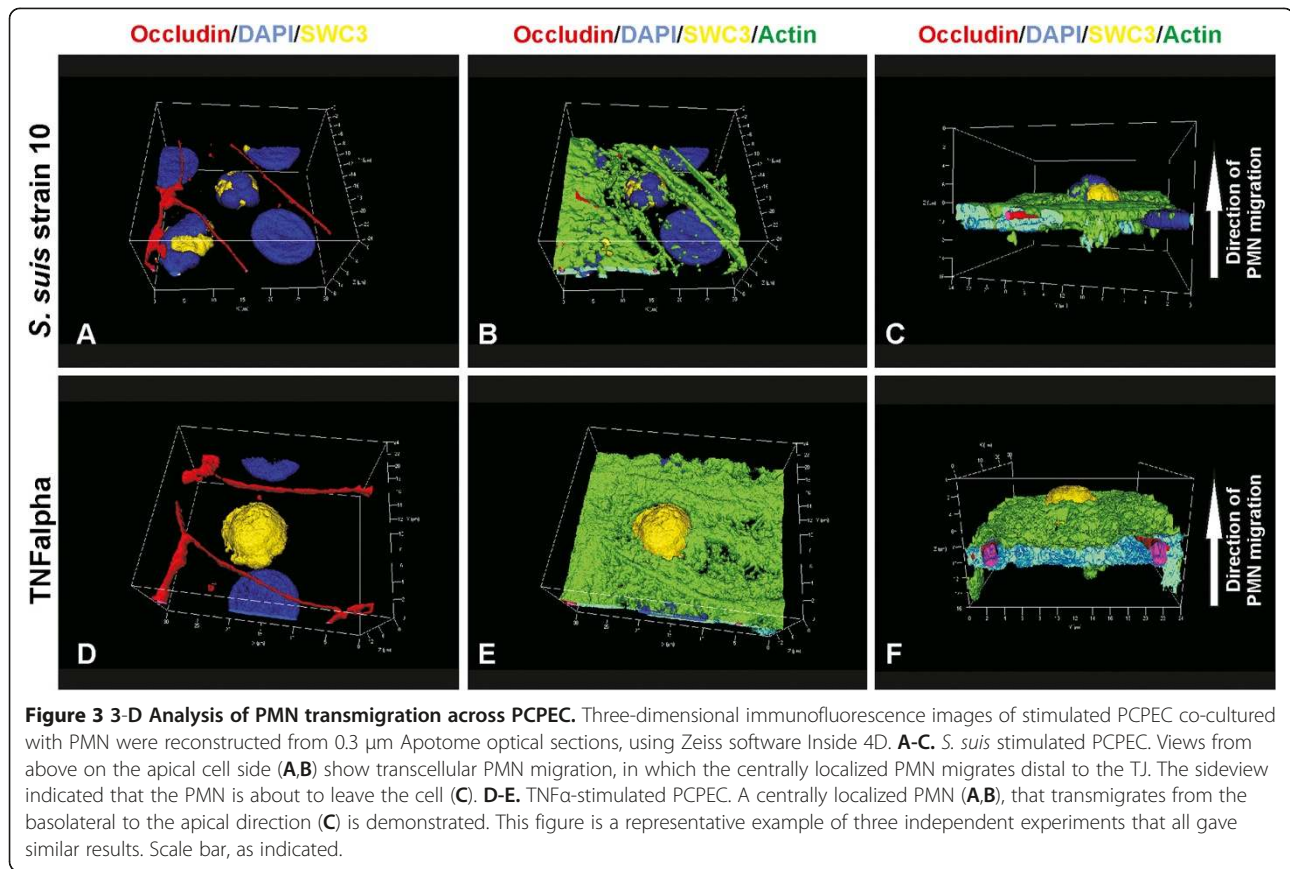 Occludin/DAPI/SWC3
Occludin/DAPI/SWC3/Actin
Occludin/DAPI/SWC3/Actin
S. suis strain 10
A
B
C
Direction of
PMN migration
TNFalpha
D
E
F
Direction of
PMN migration
Figure 3 3-D Analysis of PMN transmigration across PCPEC. Three-dimensional immunofluorescence images of stimulated PCPEC co-cultured
with PMN were reconstructed from 0.3 μm Apotome optical sections, using Zeiss software Inside 4D. A-C. S. suis stimulated PCPEC. Views from
above on the apical cell side (A,B) show transcellular PMN migration, in which the centrally localized PMN migrates distal to the TJ. The sideview
indicated that the PMN is about to leave the cell (C). D-E. TNFα-stimulated PCPEC. A centrally localized PMN (A,B), that transmigrates from the
basolateral to the apical direction (C) is demonstrated. This figure is a representative example of three independent experiments that all gave
similar results. Scale bar, as indicated.